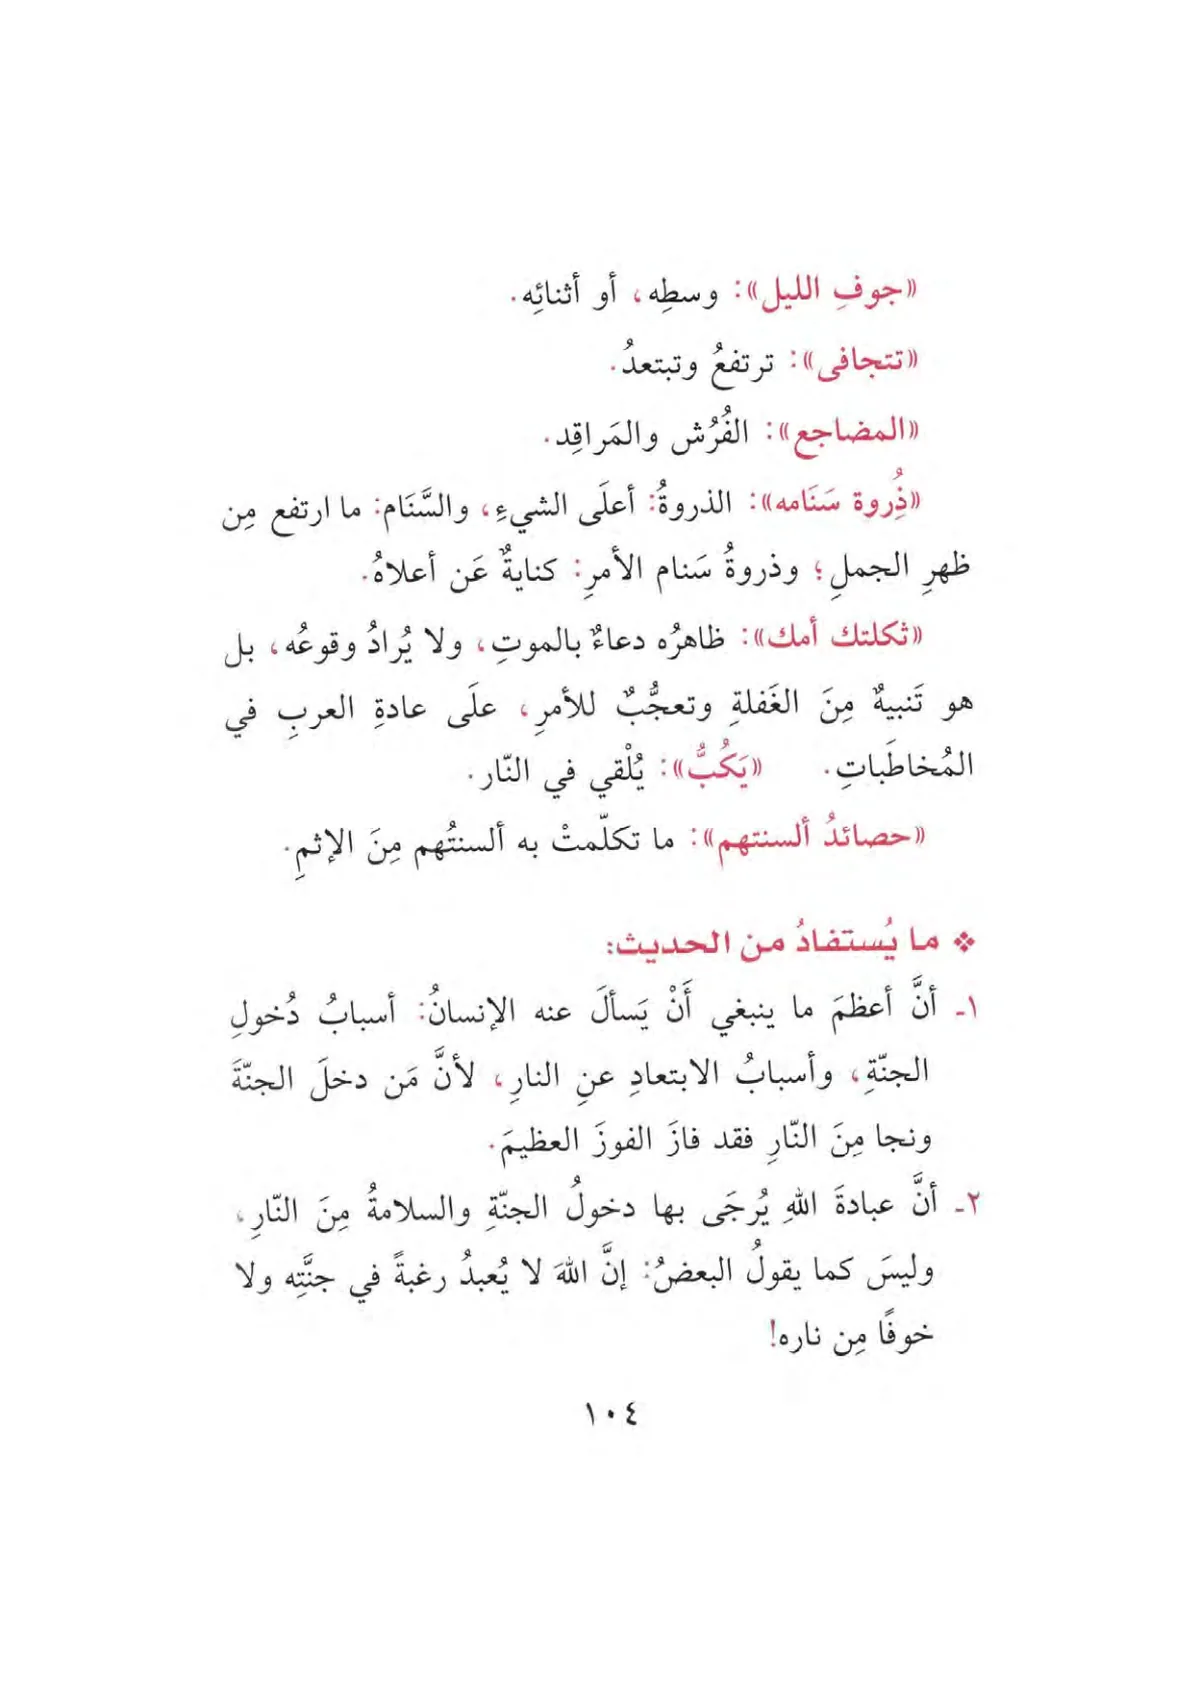 «جوفِ الليل»: وسطِه، أو أثنائِه.
«تتجافى»: ترتفعُ وتبتعدُ.
«المضاجع»: الفُرُش والمَراقِد.
«ذُِروة سَنَامه»: الذروةُ: أعلَى الشيءِ، والسَّنَام: ما ارتفع مِن
ظهرِ الجملِ؛ وذروةُ سَنام الأمرِ: كنايةٌ عَن أعلاهُ.
«ثكلتك أمك»: ظاهرُه دعاءٌ بالموتِ، ولا يُرادُ وقوعُه، بل
هو تَنبيهٌ مِنَ الغَفلةِ وتعجُّبٌ للأمرِ، علَى عادةِ العربِ في
المُخاطَباتِ. «يَكُبُّ»: يُلْقي في النّار.
«حصائدُ ألسنتهم»: ما تكلّمتْ به ألسنتُهم مِنَ الإثمِ.
❖ ما يُستفادُ من الحديث:
١ـ أنَّ أعظمَ ما ينبغي أَنْ يَسألَ عنه الإنسانُ: أسبابُ دُخولِ
الجنّةِ، وأسبابُ الابتعادِ عنِ النارِ، لأنَّ مَن دخلَ الجنّةَ
ونجا مِنَ النّارِ فقد فازَ الفوزَ العظيمَ.
٢ـ أنَّ عبادةَ اللهِ يُرجَى بها دخولُ الجنّةِ والسلامةُ مِنَ النّارِ،
وليسَ كما يقولُ البعضُ: إنَّ اللهَ لا يُعبدُ رغبةً في جنَّتِه ولا
خوفًا مِن ناره!
١٠٤